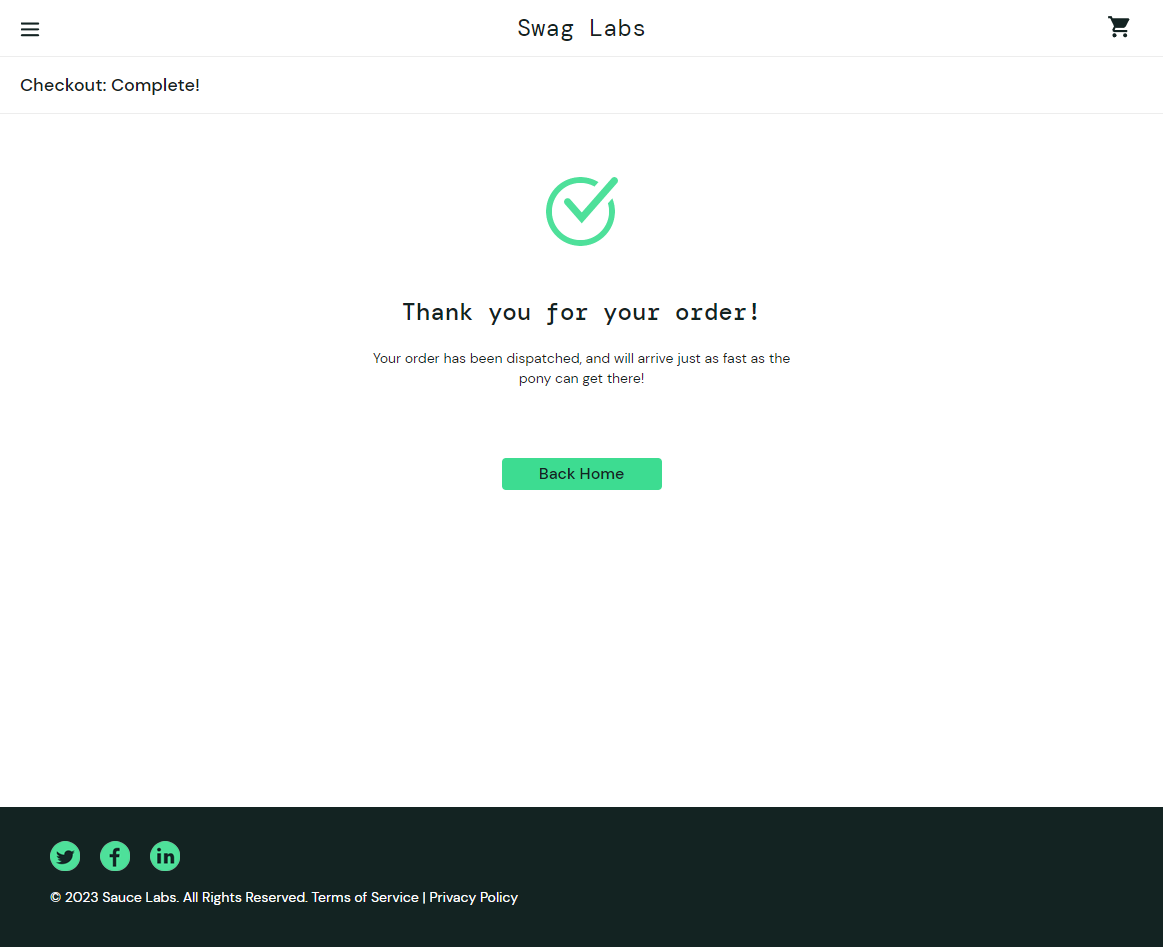 Swag Labs
Checkout: Complete!
Thank you for your order!
Your order has been dispatched, and will arrive just as fast as the
pony can get there!
Back Home
© 2023 Sauce Labs. All Rights Reserved. Terms of Service | Privacy Policy